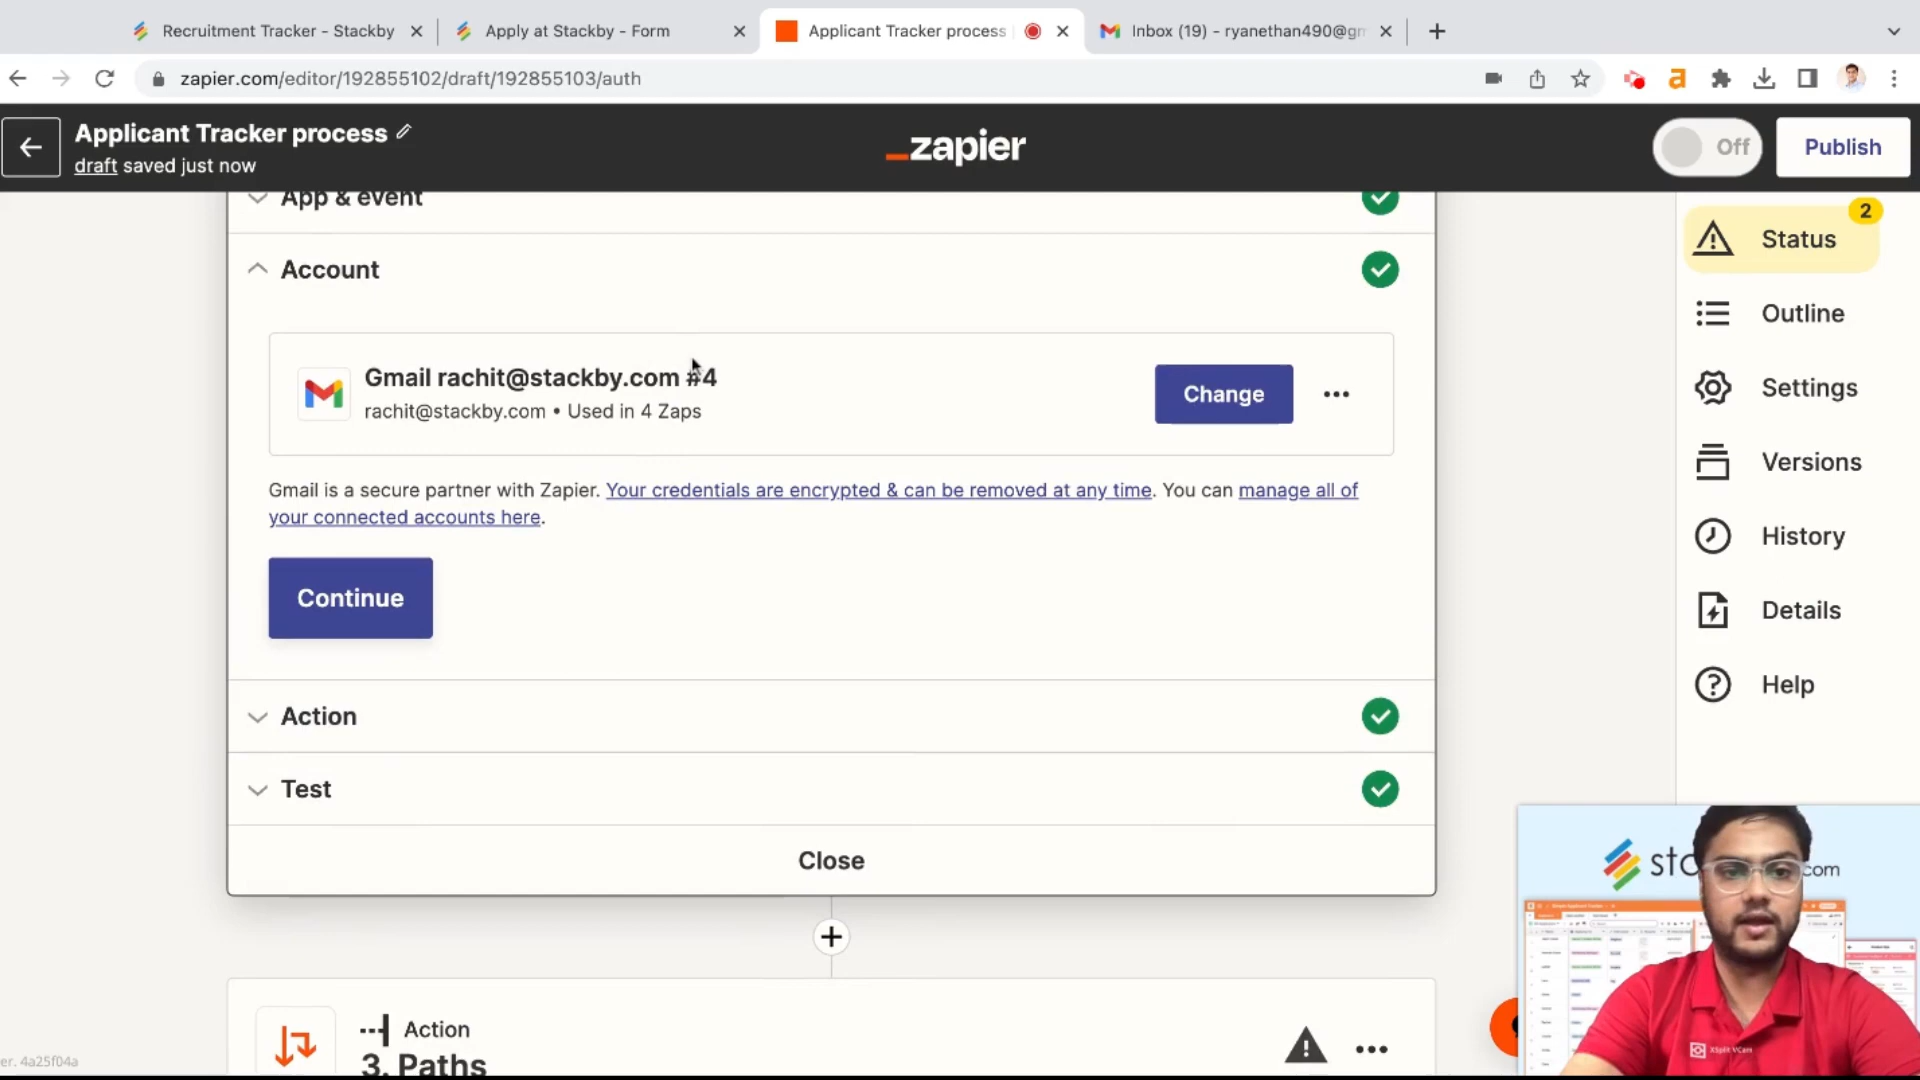 Recruitment Tracker - Stackby
Apply at Stackby - Form
Applicant Tracker process
Inbox (19) - ryanethan490@gm
zapier.com/editor/192855102/draft/192855103/auth
Applicant Tracker process
draft saved just now
zapier
Off
Publish
App & event
2
Status
Account
Outline
Gmail rachit@stackby.com #4
rachit@stackby.com • Used in 4 Zaps
Change
Settings
Gmail is a secure partner with Zapier. Your credentials are encrypted & can be removed at any time. You can manage all of
your connected accounts here.
Versions
History
Continue
Details
Help
Action
Test
Close
Action
3. Paths
er. 4a25f04a
com
XSplit VCam